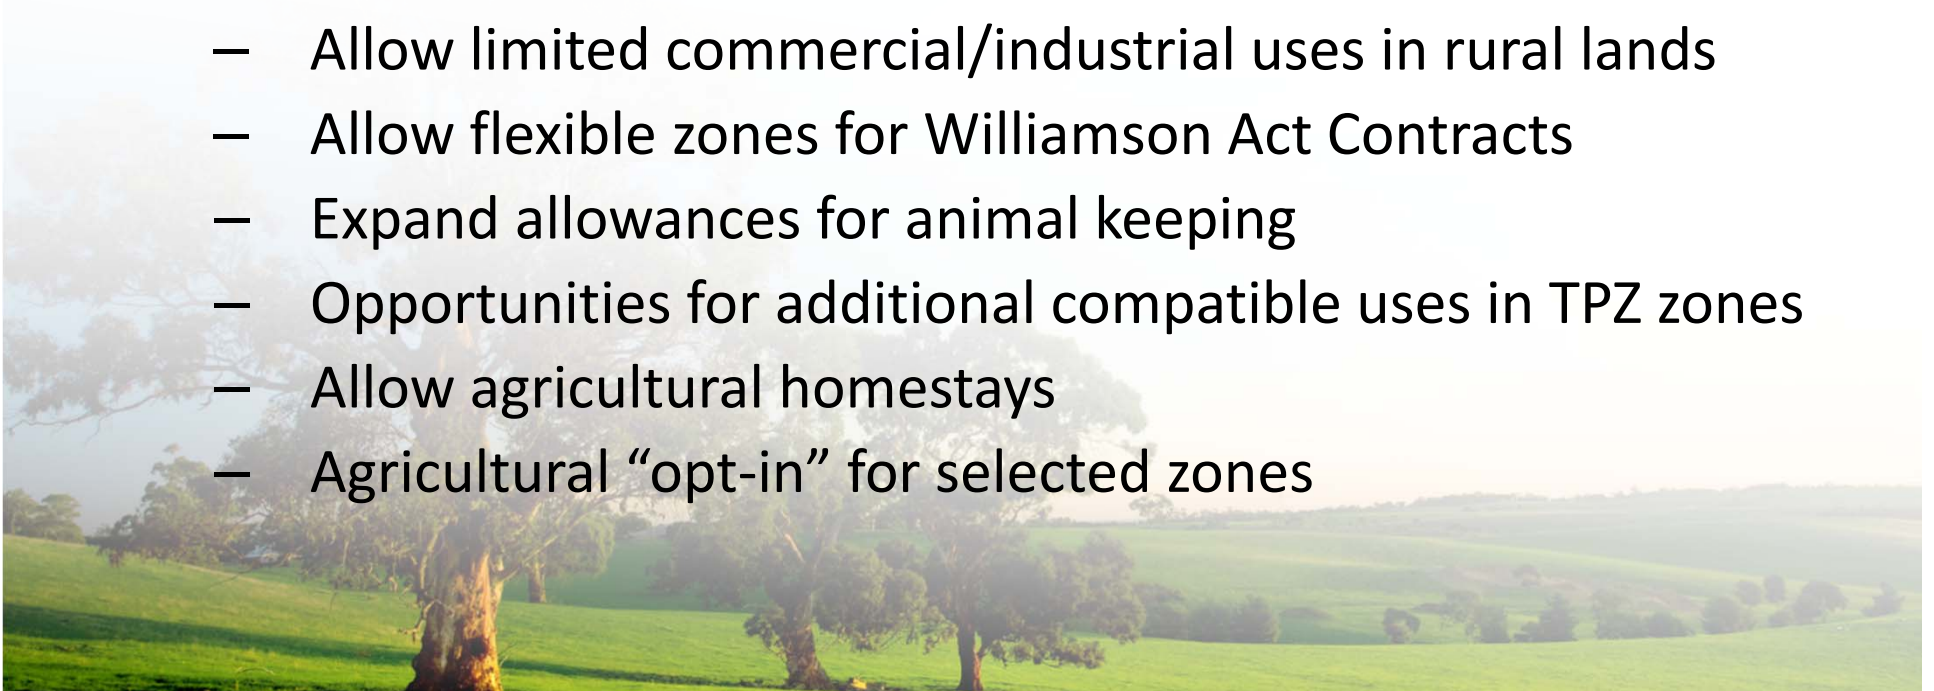 – Allow limited commercial/industrial uses in rural lands
– Allow flexible zones for Williamson Act Contracts
– Expand allowances for animal keeping
– Opportunities for additional compatible uses in TPZ zones
– Allow agricultural homestays
– Agricultural “opt-in” for selected zones